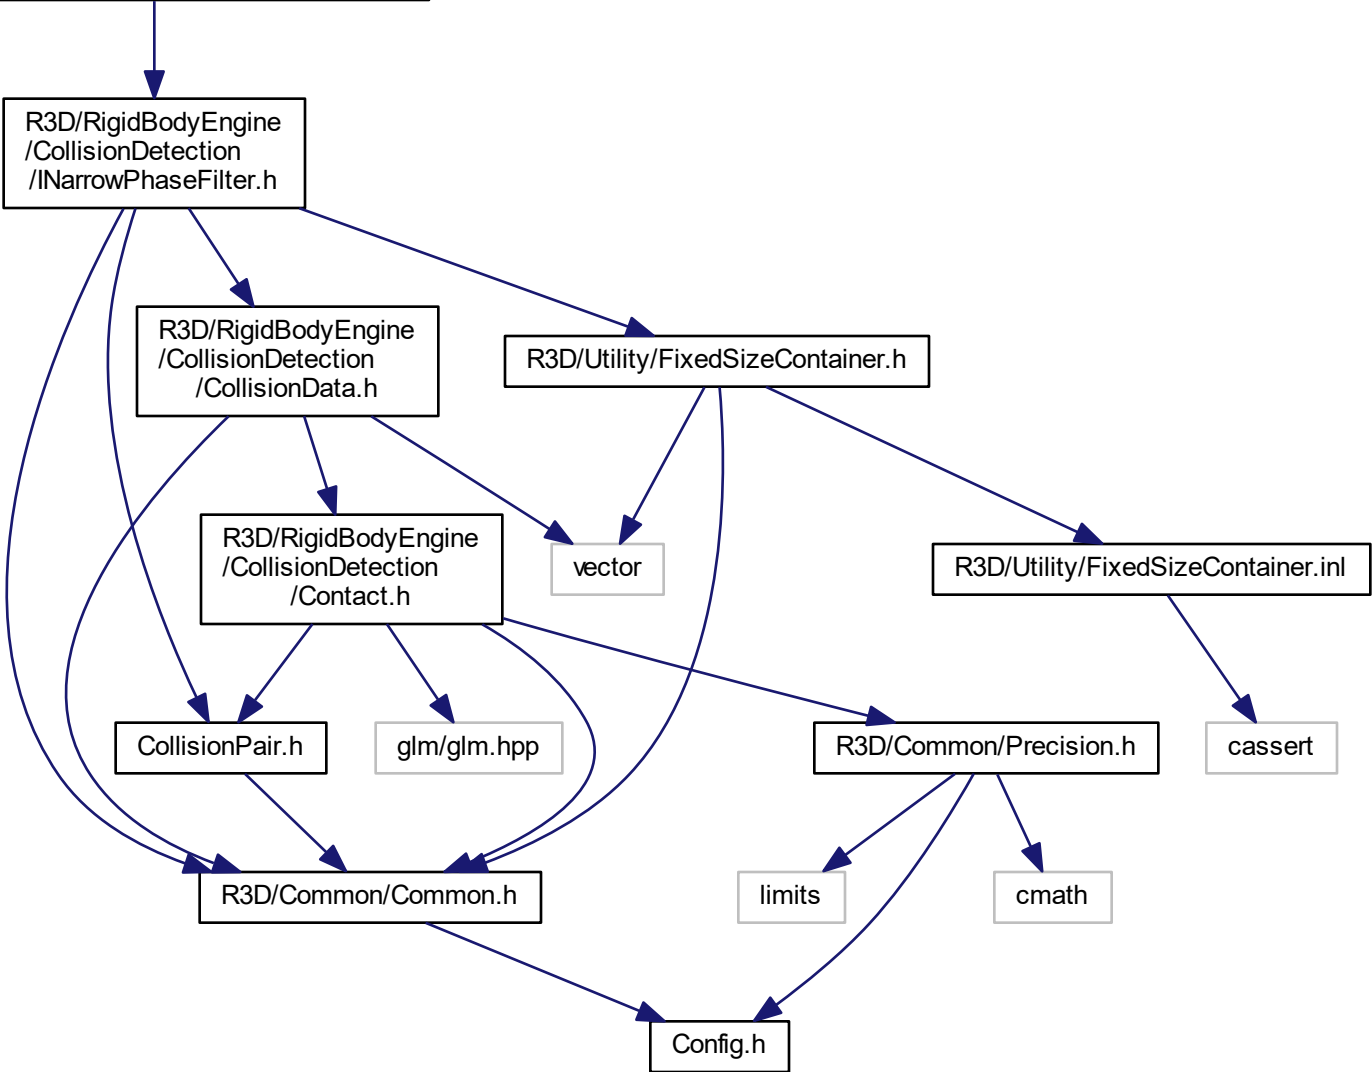 R3D/RigidBodyEngine
/CollisionDetection
/INarrowPhaseFilter.h
R3D/RigidBodyEngine
/CollisionDetection
/CollisionData.h
R3D/Utility/FixedSizeContainer.h
R3D/RigidBodyEngine
/CollisionDetection
/Contact.h
vector
R3D/Utility/FixedSizeContainer.inl
CollisionPair.h
glm/glm.hpp
R3D/Common/Precision.h
cassert
R3D/Common/Common.h
limits
cmath
Config.h